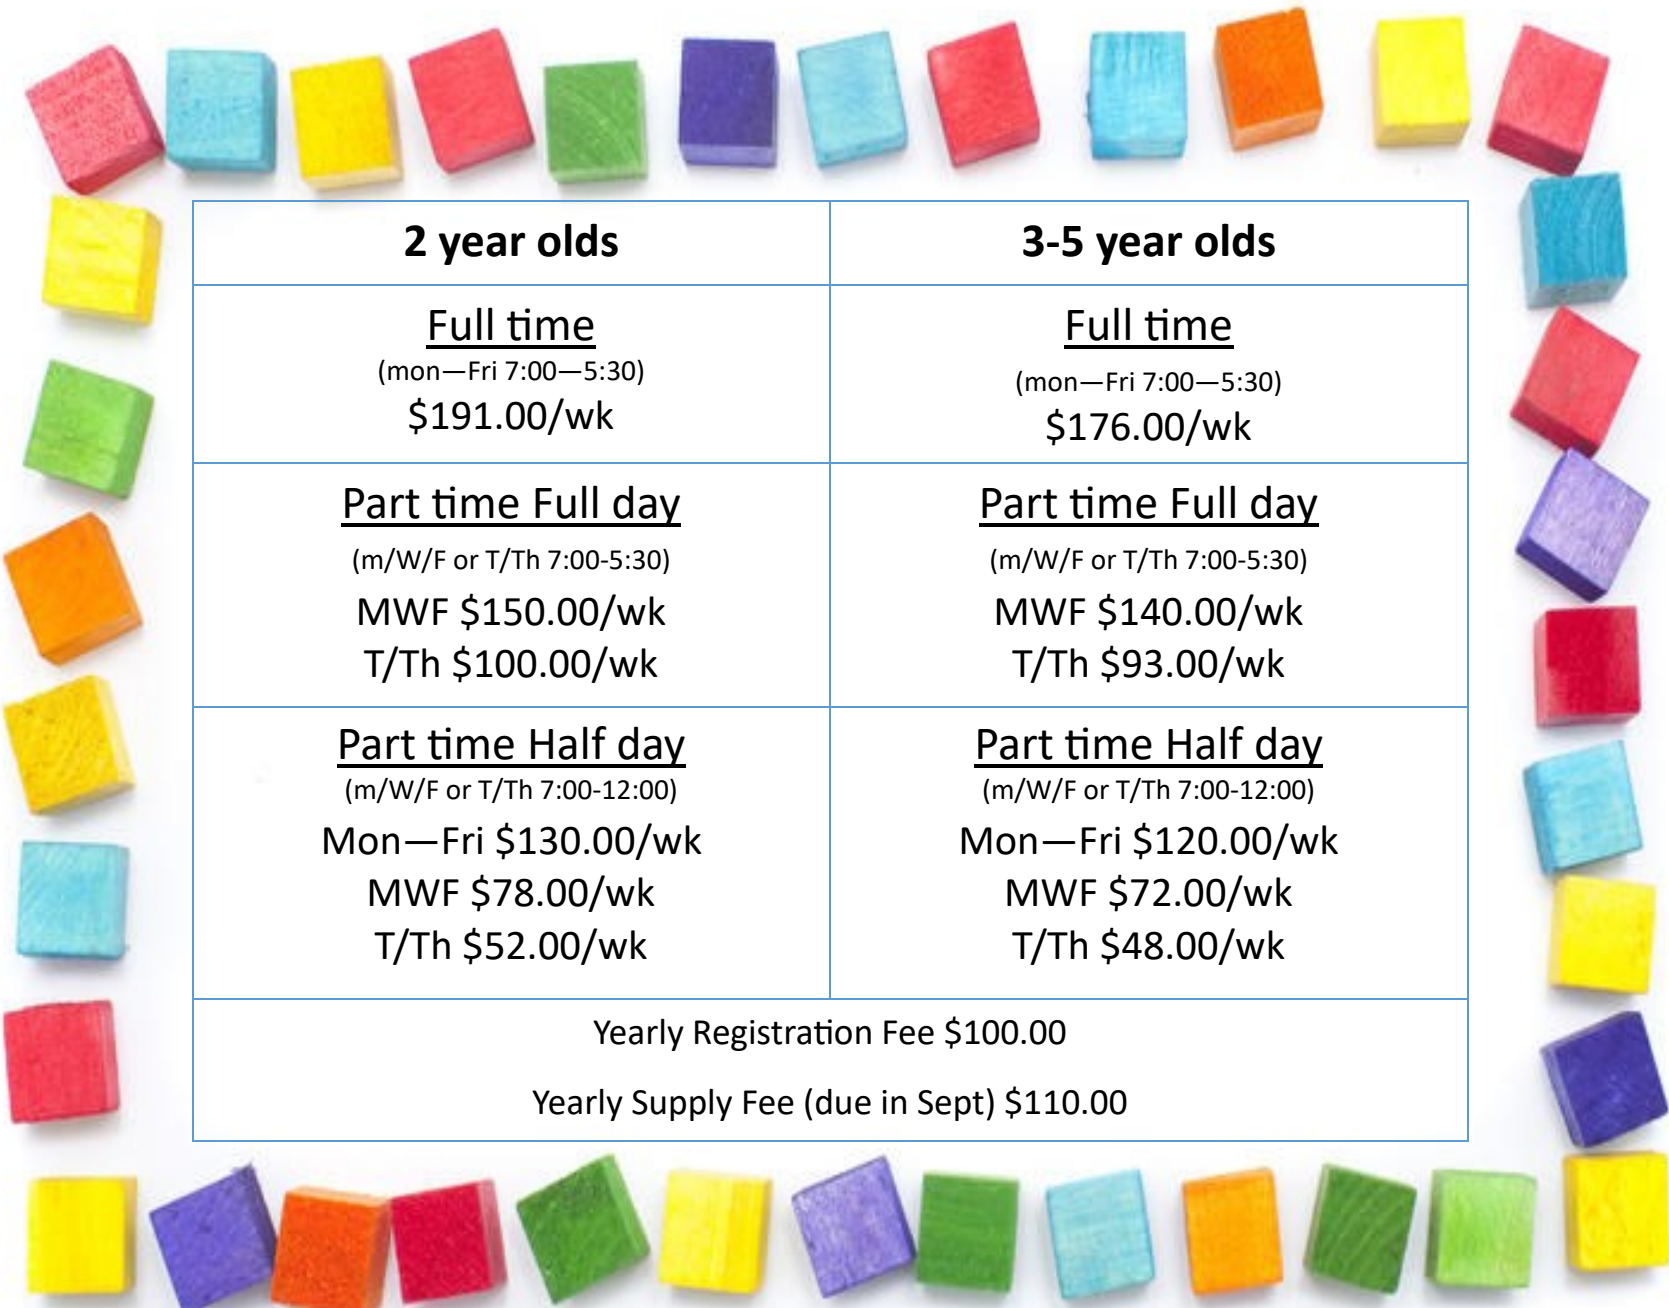 2 year olds
3-5 year olds
Full time
(mon—Fri 7:00—5:30)
$191.00/wk
Full time
(mon—Fri 7:00—5:30)
$176.00/wk
Part time Full day
(m/W/F or T/Th 7:00-5:30)
MWF $150.00/wk
T/Th $100.00/wk
Part time Full day
(m/W/F or T/Th 7:00-5:30)
MWF $140.00/wk
T/Th $93.00/wk
Part time Half day
(m/W/F or T/Th 7:00-12:00)
Mon—Fri $130.00/wk
MWF $78.00/wk
T/Th $52.00/wk
Part time Half day
(m/W/F or T/Th 7:00-12:00)
Mon—Fri $120.00/wk
MWF $72.00/wk
T/Th $48.00/wk
Yearly Registration Fee $100.00
Yearly Supply Fee (due in Sept) $110.00